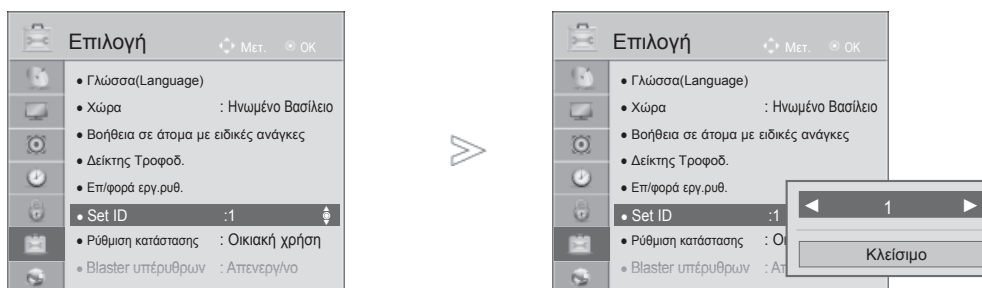 Επιλογή Μετ. OK
● Γλώσσα(Language)
● Χώρα : Ηνωμένο Βασίλειο
● Βοήθεια σε άτομα με ειδικές ανάγκες
● Δείκτης Τροφοδ.
● Επ/φορά εργ.ρυθ.
● Set ID :1
● Ρύθμιση κατάστασης : Οικιακή χρήση
● Blaster υπέρυθρων : Απενεργ/νο
Επιλογή Μετ. OK
● Γλώσσα(Language)
● Χώρα : Ηνωμένο Βασίλειο
● Βοήθεια σε άτομα με ειδικές ανάγκες
● Δείκτης Τροφοδ.
● Επ/φορά εργ.ρυθ.
● Set ID :1
● Ρύθμιση κατάστασης : Οι
● Blaster υπέρυθρων : Απ
◄ 1 ►
Κλείσιμο